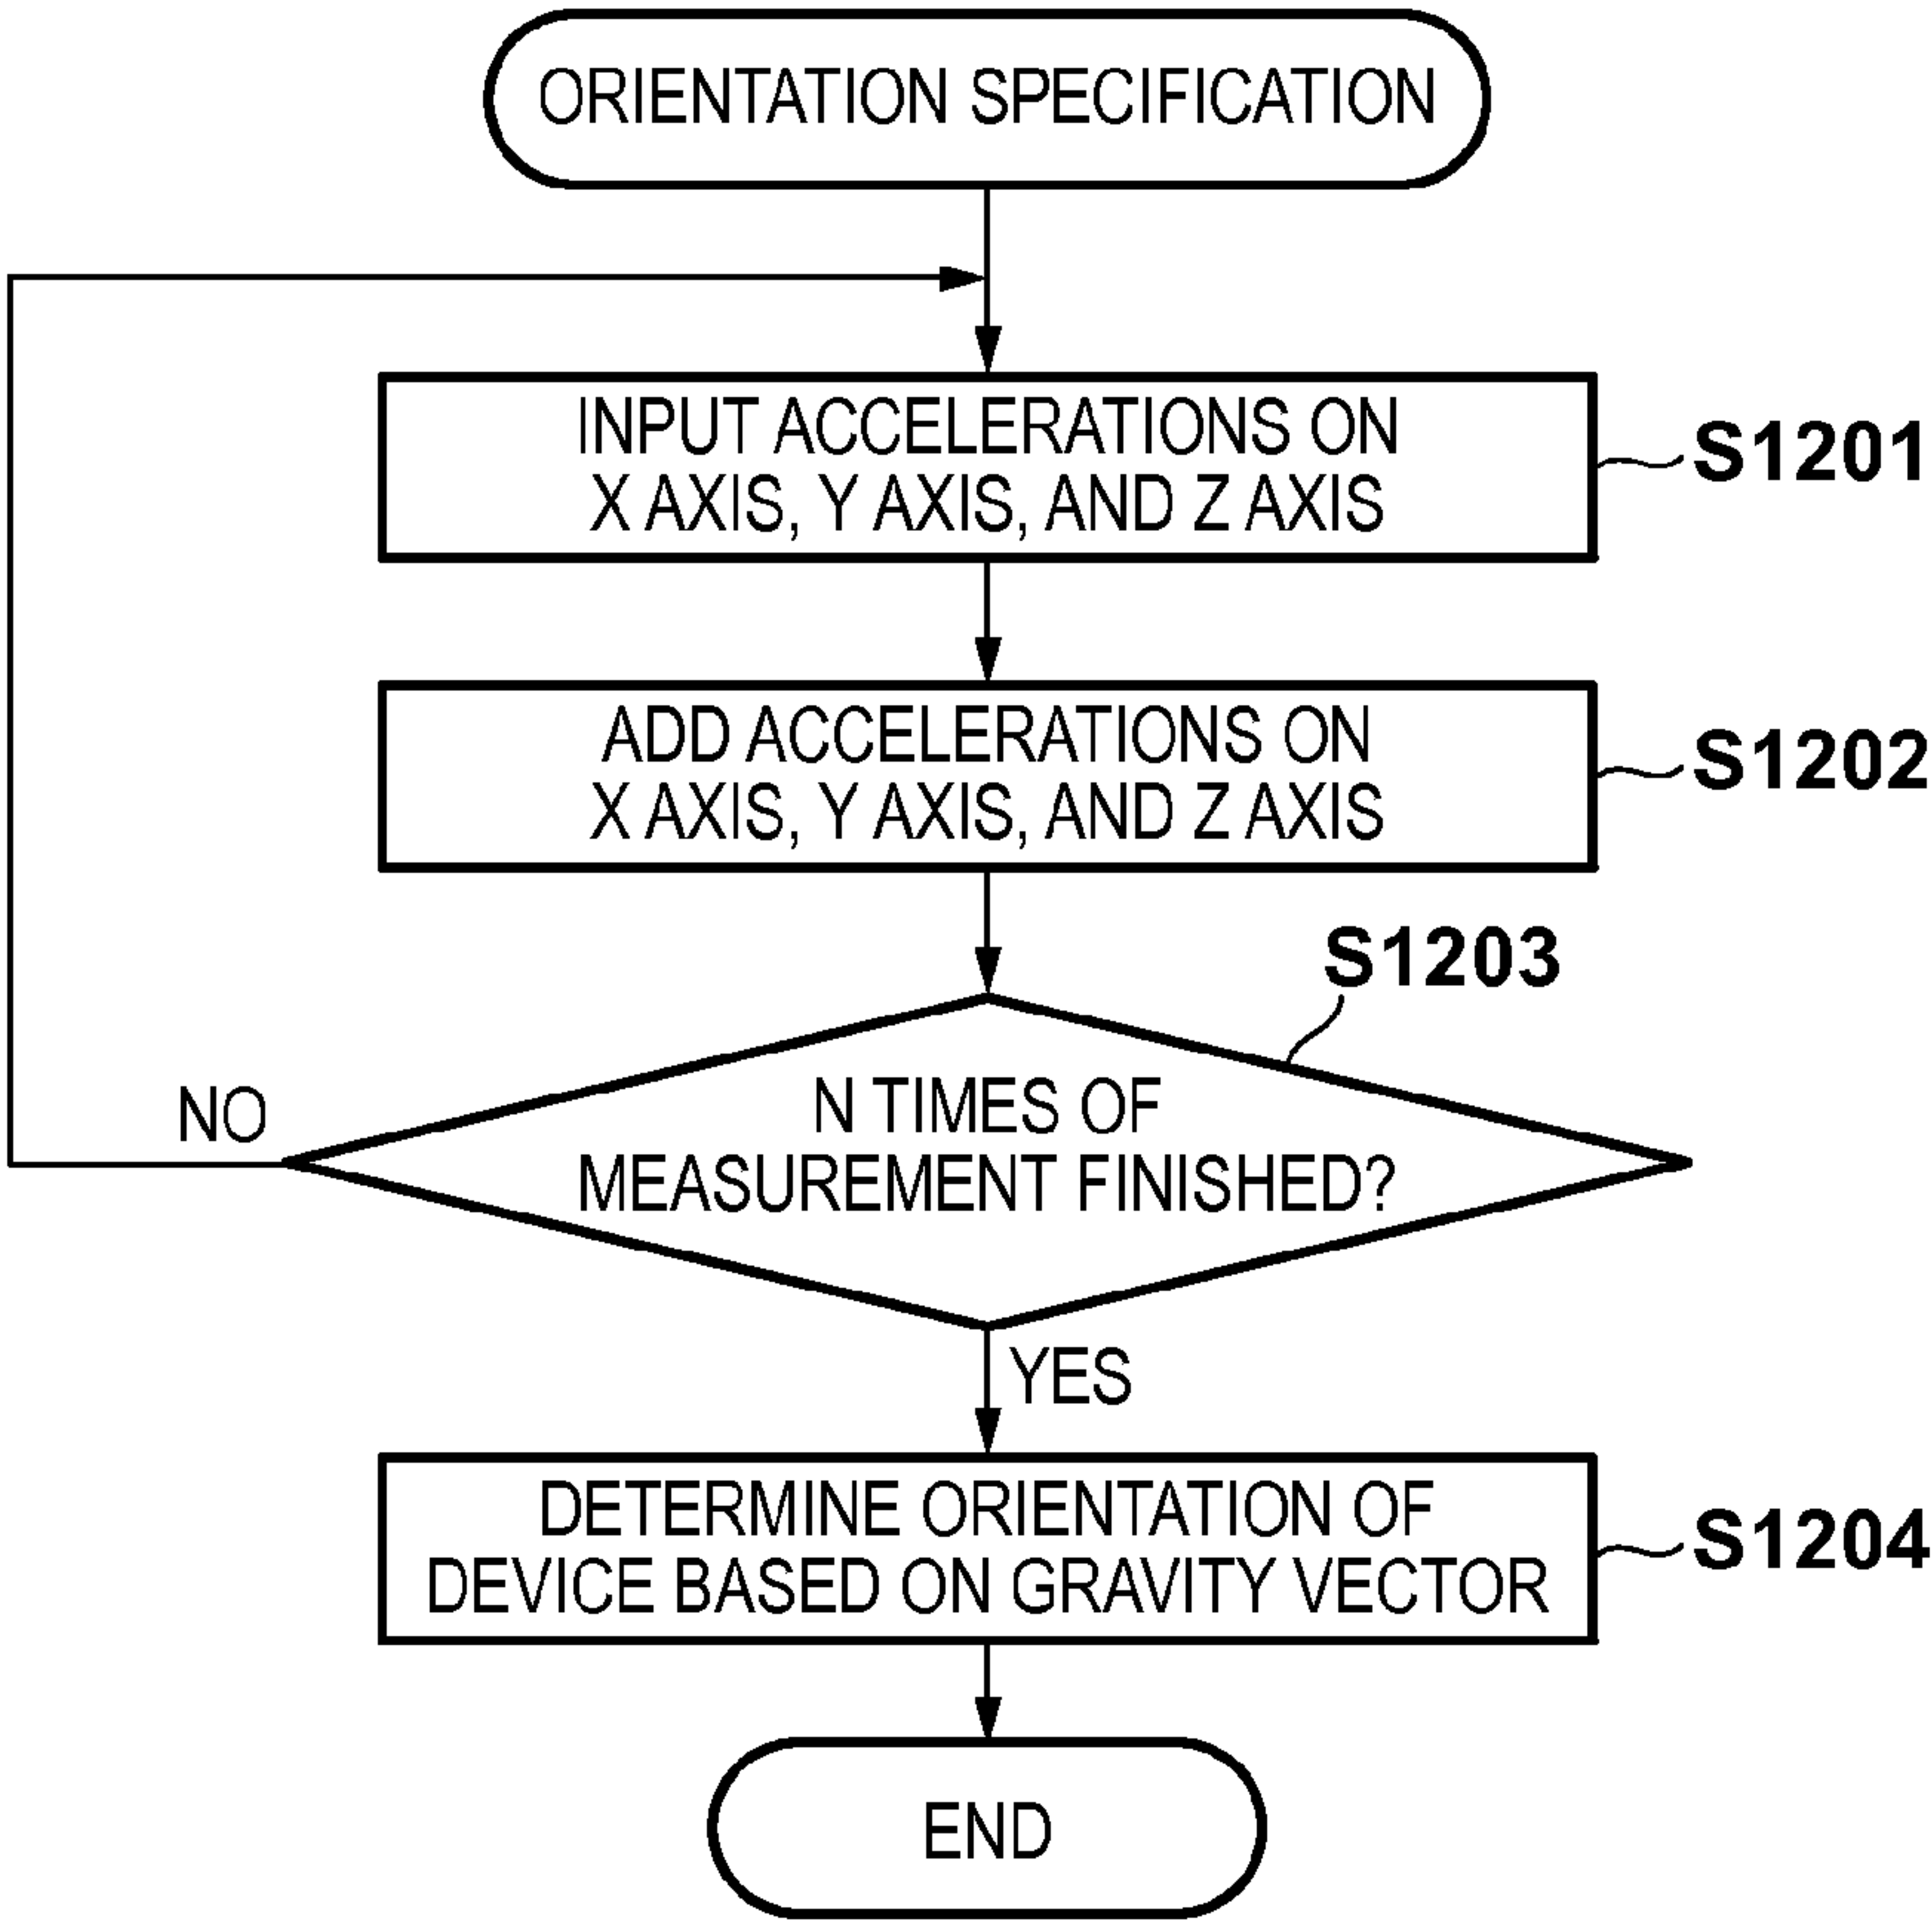 ORIENTATION SPECIFICATION
INPUT ACCELERATIONS ON
X AXIS, Y AXIS, AND Z AXIS
S1201
ADD ACCELERATIONS ON
X AXIS, Y AXIS, AND Z AXIS
S1202
S1203
N TIMES OF
MEASUREMENT FINISHED?
NO
YES
DETERMINE ORIENTATION OF
DEVICE BASED ON GRAVITY VECTOR
S1204
END